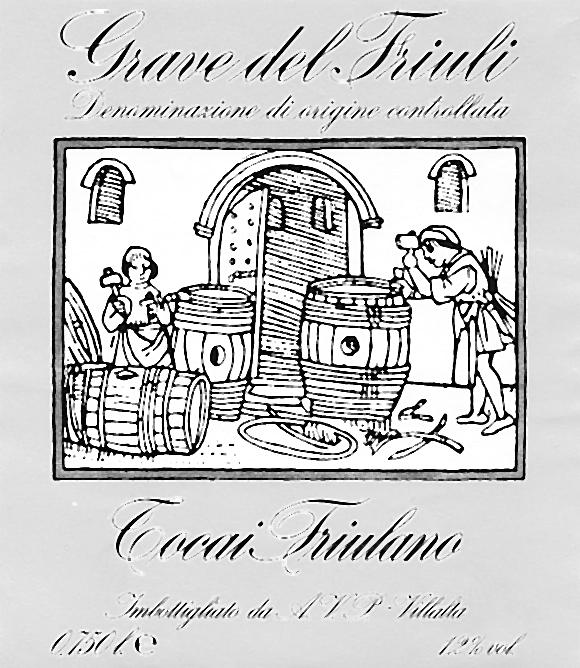 Grave del Friuli
Denominazione di origine controllata
Tocai Friulano
Imbottigliato da A.V.P - Villalta
0,750 l. e
12% vol.